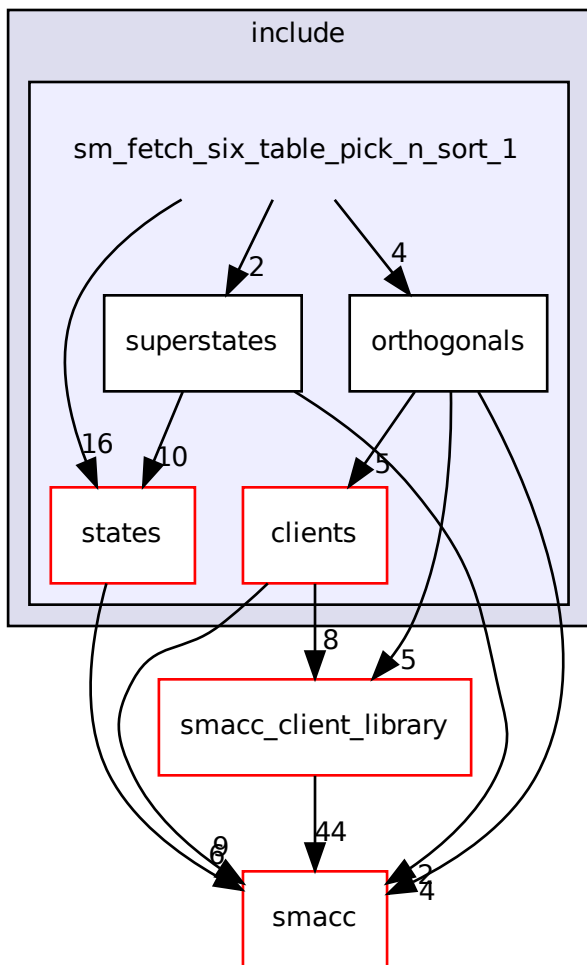 include
sm_fetch_six_table_pick_n_sort_1
4
2
superstates
orthogonals
16
10
5
states
clients
8
5
smacc_client_library
44
9
6
2
4
smacc